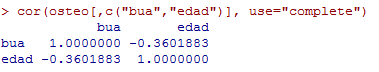 > cor(osteo[,c("bua","edad")], use="complete")
bua edad
bua 1.0000000 -0.3601883
edad -0.3601883 1.0000000